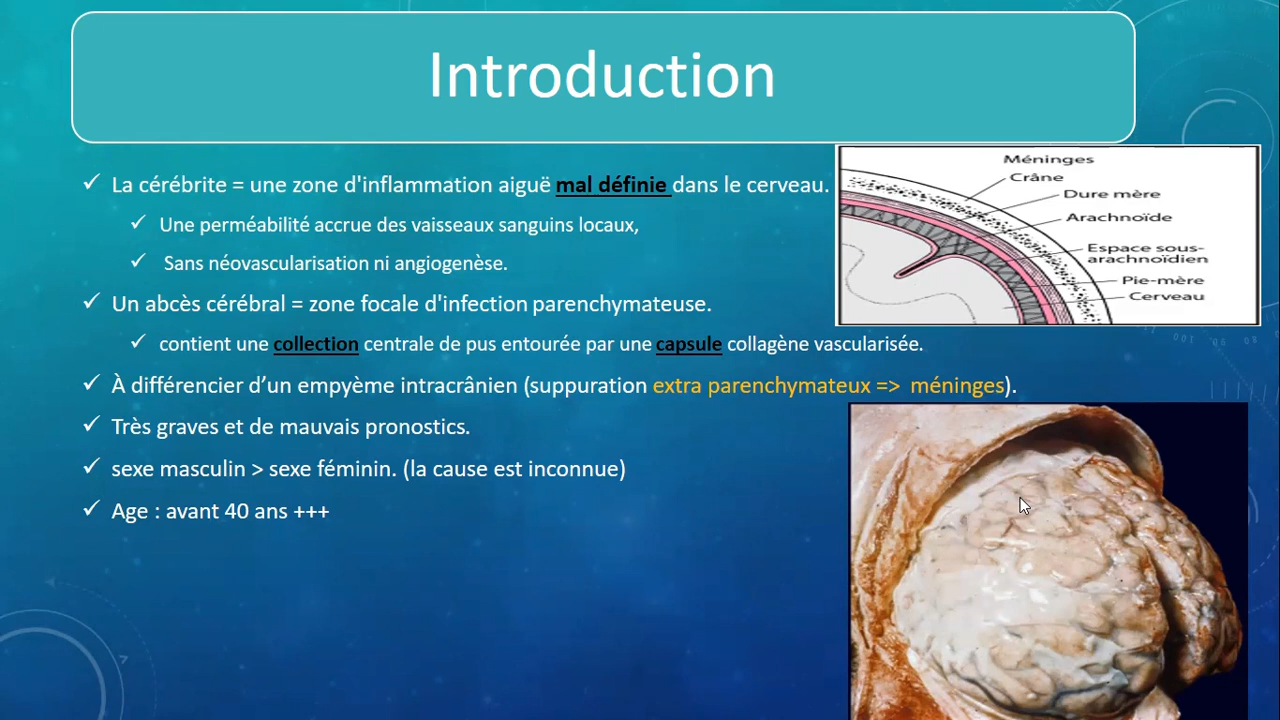 Introduction
La cérébrite = une zone d'inflammation aiguë mal définie dans le cerveau.
Une perméabilité accrue des vaisseaux sanguins locaux,
Sans néovascularisation ni angiogenèse.
Un abcès cérébral = zone focale d'infection parenchymateuse.
contient une collection centrale de pus entourée par une capsule collagène vascularisée.
À différencier d’un empyème intracrânien (suppuration extra parenchymateux => méninges).
Très graves et de mauvais pronostics.
sexe masculin > sexe féminin. (la cause est inconnue)
Age : avant 40 ans +++
Méninges
Crâne
Dure mère
Arachnoïde
Espace sous-
arachnoïdien
Pie-mère
Cerveau